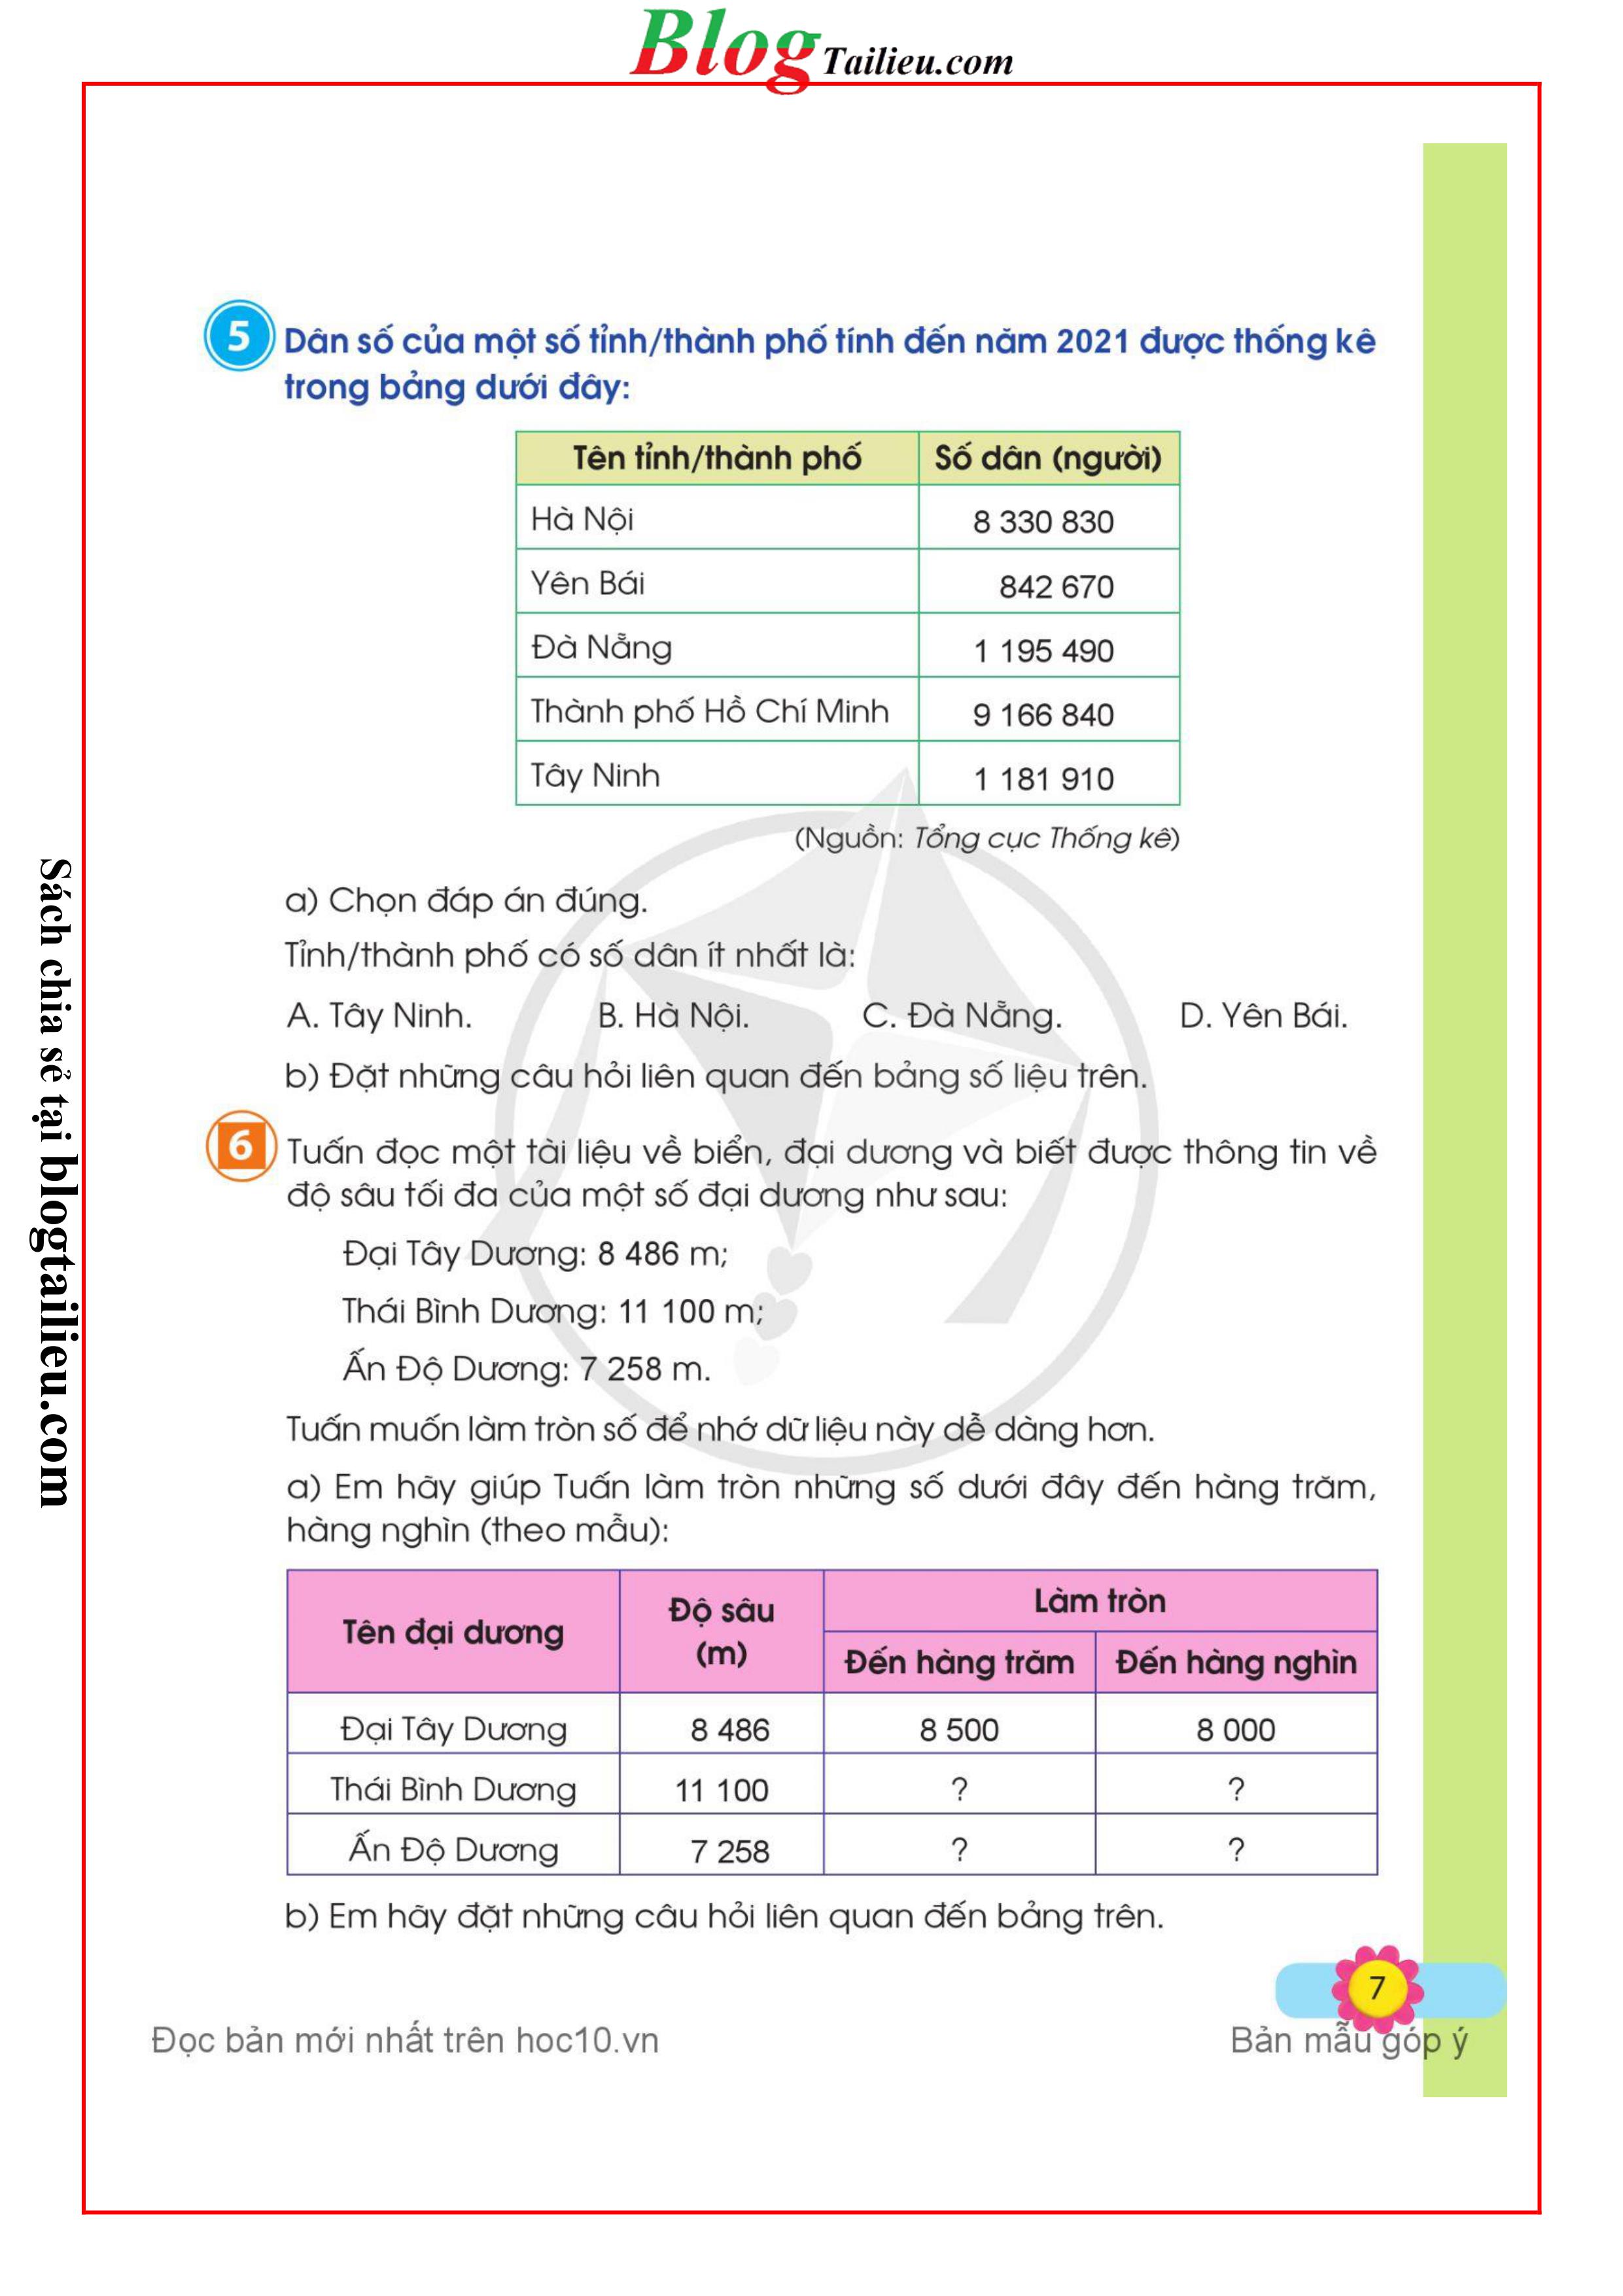 Blog Tailieu.com
5 Dân số của một số tỉnh/thành phố tính đến năm 2021 được thống kê
trong bảng dưới đây:
Tên tỉnh/thành phố Số dân (người)
Hà Nội 8 330 830
Yên Bái 842 670
Đà Nẵng 1 195 490
Thành phố Hồ Chí Minh 9 166 840
Tây Ninh 1 181 910
(Nguồn: Tổng cục Thống kê)
a) Chọn đáp án đúng.
Tỉnh/thành phố có số dân ít nhất là:
A. Tây Ninh. B. Hà Nội. C. Đà Nẵng. D. Yên Bái.
b) Đặt những câu hỏi liên quan đến bảng số liệu trên.
6 Tuấn đọc một tài liệu về biển, đại dương và biết được thông tin về
độ sâu tối đa của một số đại dương như sau:
Đại Tây Dương: 8 486 m;
Thái Bình Dương: 11 100 m;
Ấn Độ Dương: 7 258 m.
Tuấn muốn làm tròn số để nhớ dữ liệu này dễ dàng hơn.
a) Em hãy giúp Tuấn làm tròn những số dưới đây đến hàng trăm,
hàng nghìn (theo mẫu):
Tên đại dương Độ sâu (m) Làm tròn
Đến hàng trăm Đến hàng nghìn
Đại Tây Dương 8 486 8 500 8 000
Thái Bình Dương 11 100 ? ?
Ấn Độ Dương 7 258 ? ?
b) Em hãy đặt những câu hỏi liên quan đến bảng trên.
7
Đọc bản mới nhất trên hoc10.vn Bản mẫu góp ý
Sách chia sẻ tại blogtailieu.com